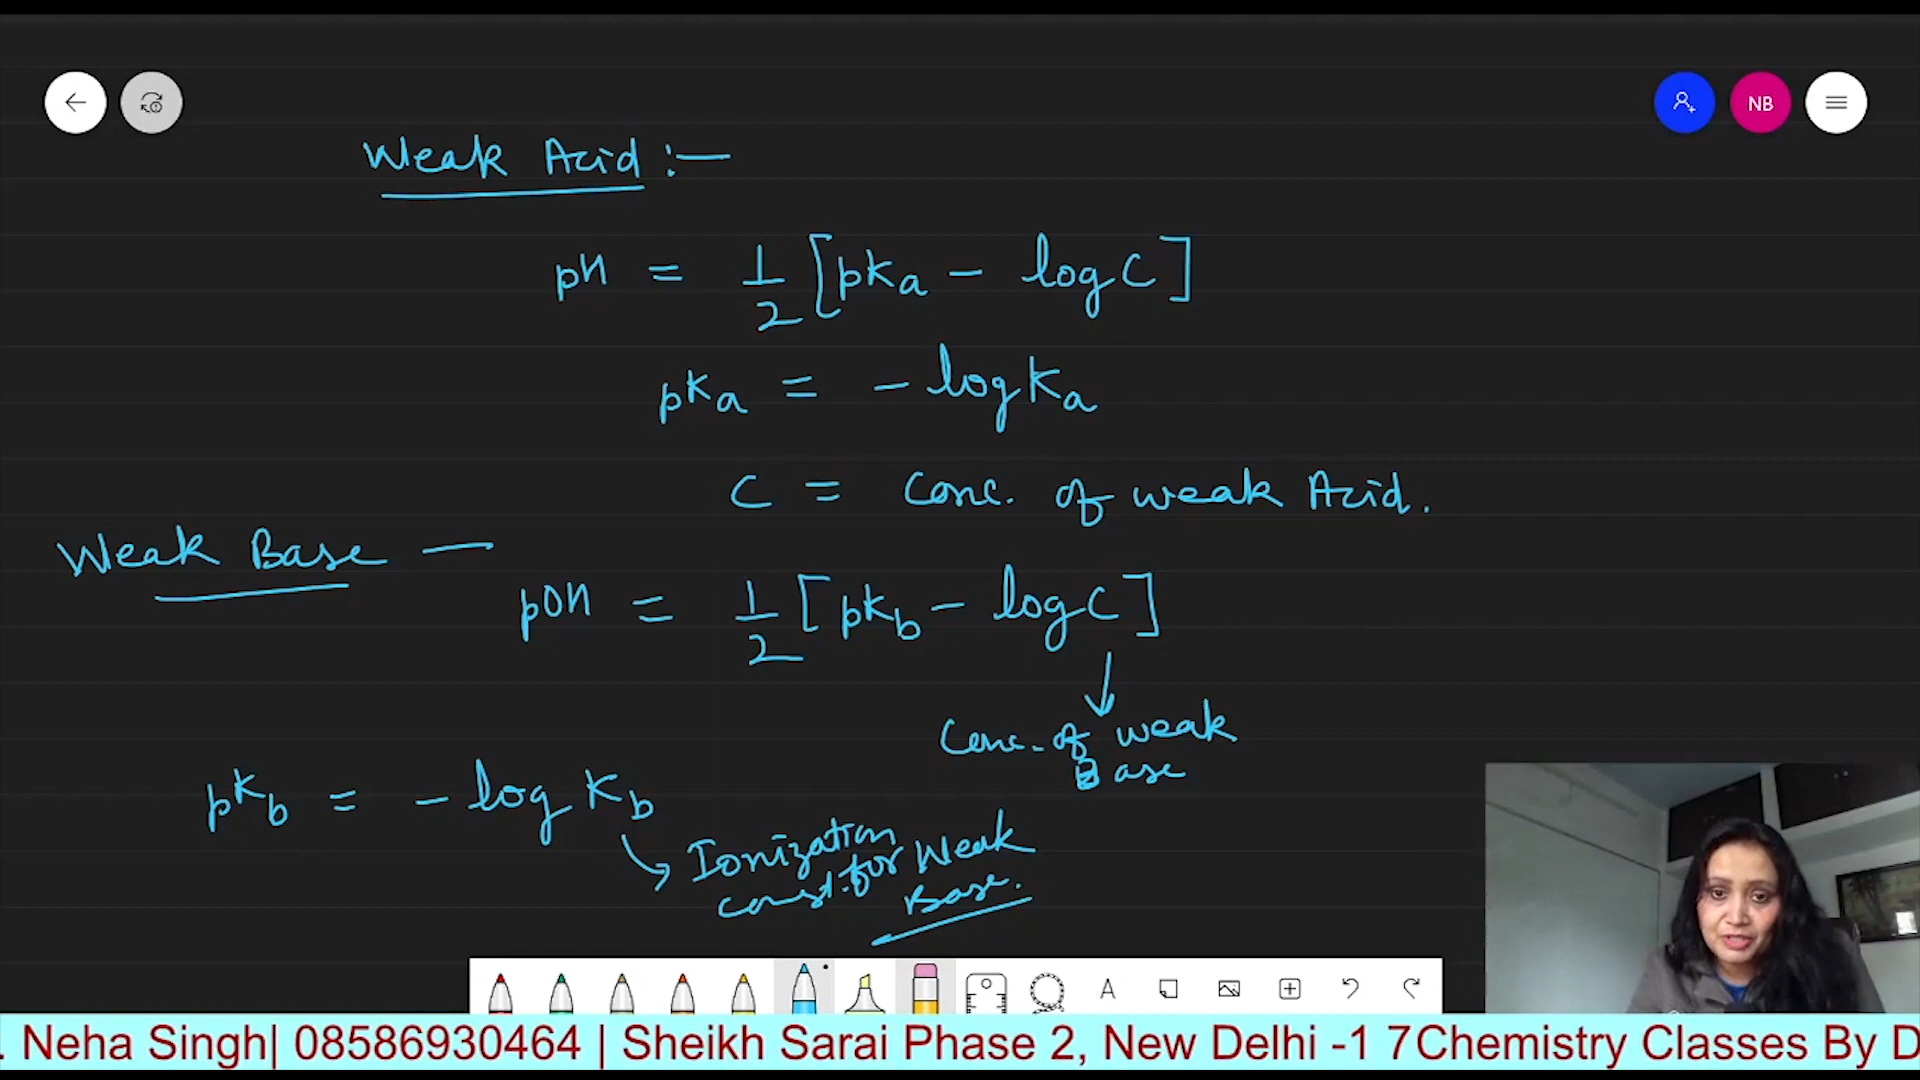 NB
Weak Acid :-
pH = 1/2 [pKa - log C]
pKa = - log Ka
C = Conc. of weak Acid.
Weak Base —
pOH = 1/2 [pKb - log C]
↓
Conc. of weak
Base
pKb = - log Kb
→ Ionization
const. for Weak
Base.
A
. Neha Singh| 08586930464 | Sheikh Sarai Phase 2, New Delhi -1 7Chemistry Classes By D